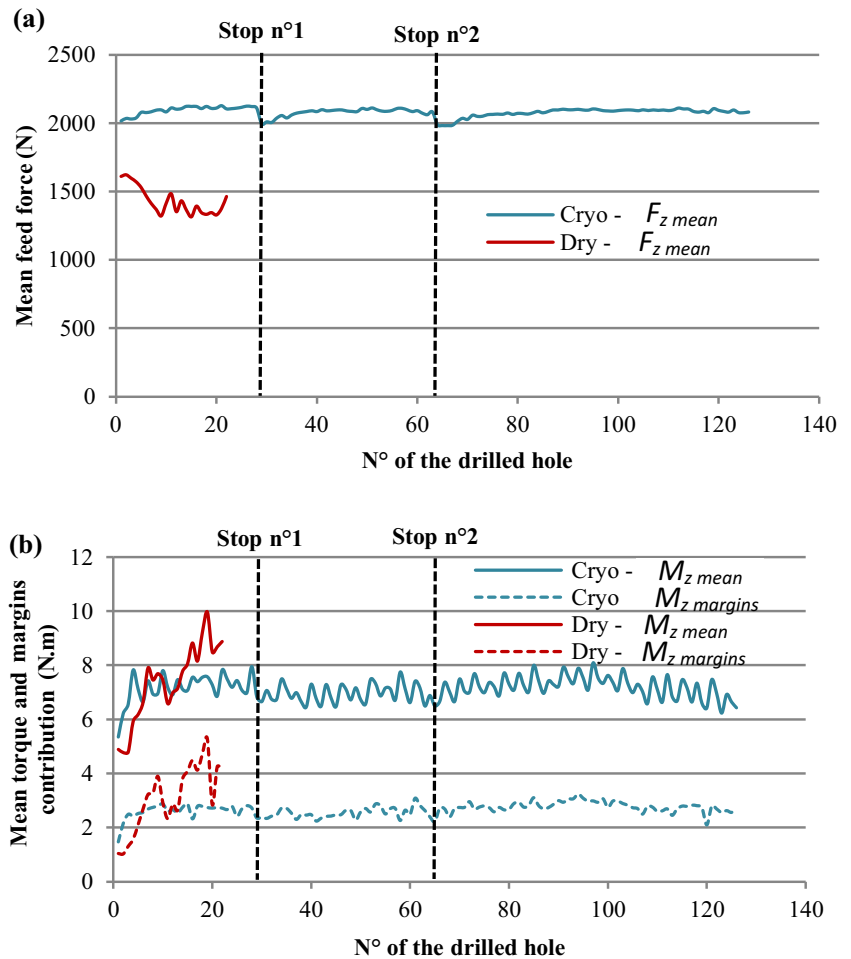 (a)
Stop n°1
Stop n°2
2500
2000
1500
1000
500
0
Mean feed force (N)
Cryo - F z mean
Dry - F z mean
0 20 40 60 80 100 120 140
N° of the drilled hole
(b)
Stop n°1
Stop n°2
12
10
8
6
4
2
0
Mean torque and margins
contribution (N.m)
Cryo - M z mean
Cryo M z margins
Dry - M z mean
Dry - M z margins
0 20 40 60 80 100 120 140
N° of the drilled hole